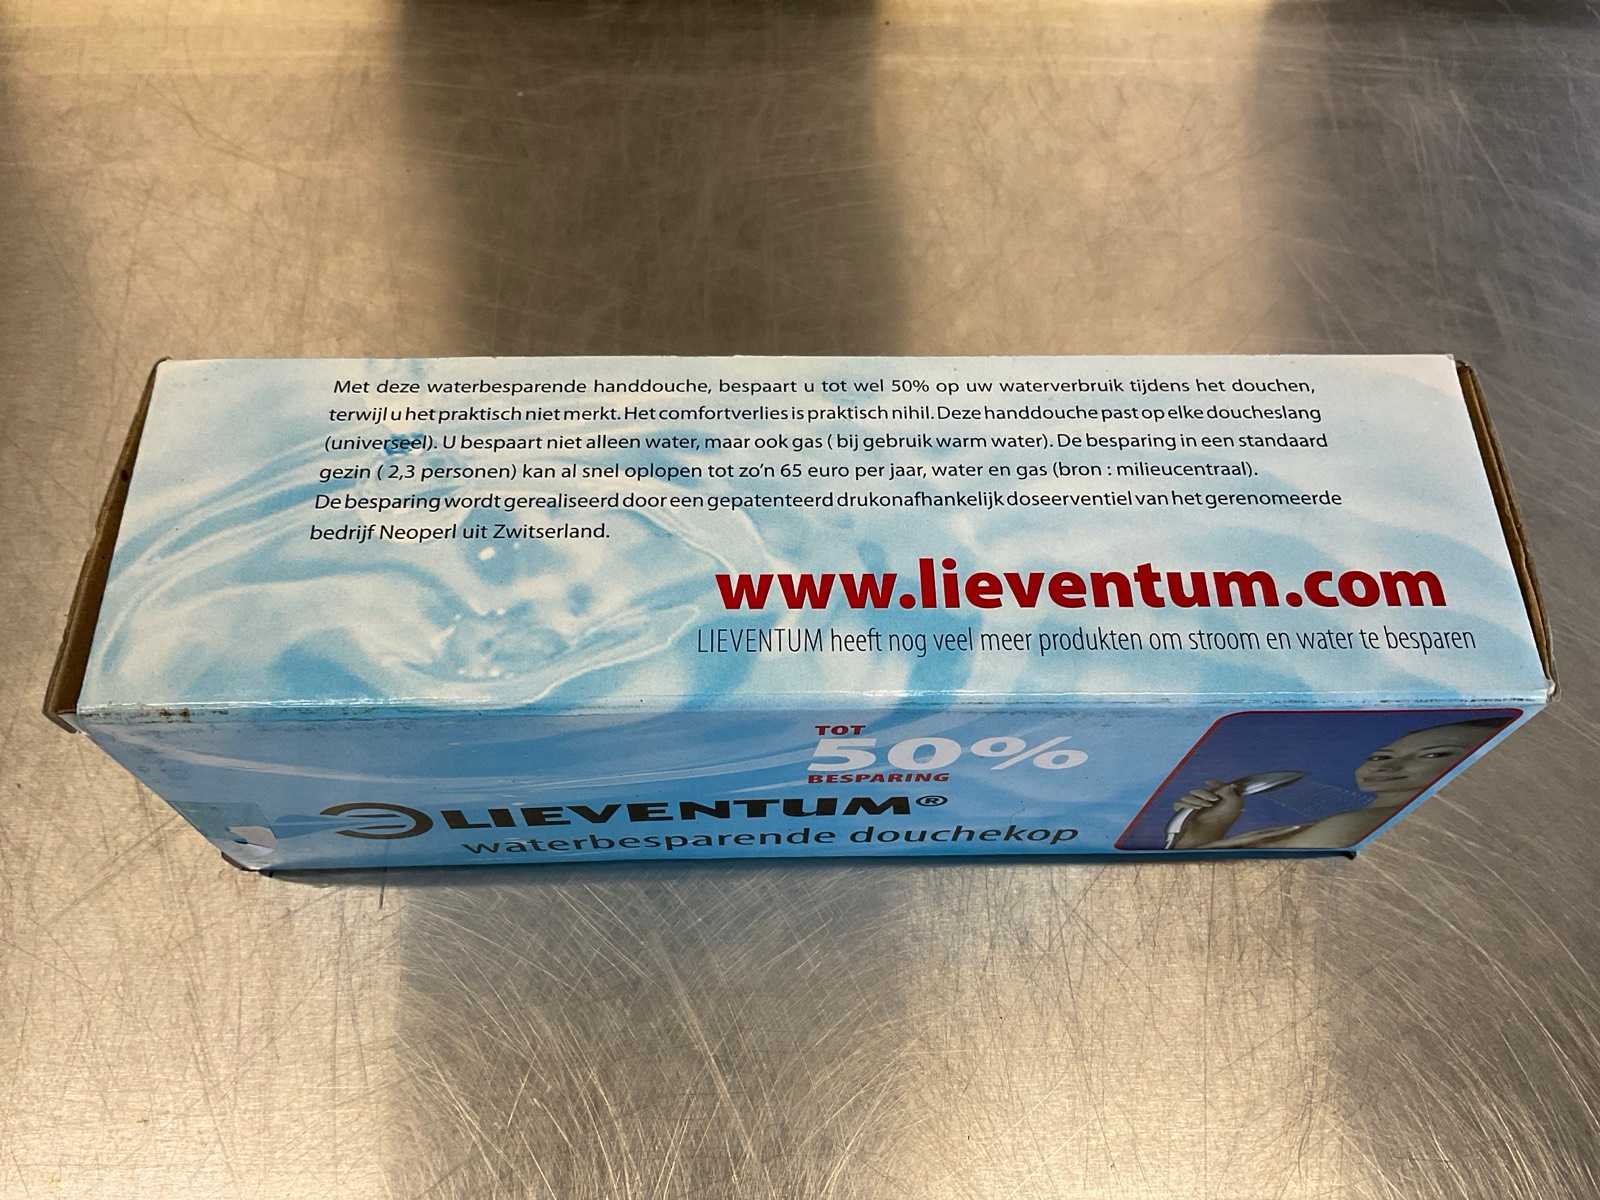 Met deze waterbesparende handdouche, bespaart u tot wel 50% op uw waterverbruik tijdens het douchen,
terwijl u het praktisch niet merkt. Het comfortverlies is praktisch nihil. Deze handdouche past op elke doucheslang
(universeel). U bespaart niet alleen water, maar ook gas ( bij gebruik warm water). De besparing in een standaard
gezin ( 2,3 personen) kan al snel oplopen tot zo'n 65 euro per jaar, water en gas (bron : milieucentraal).
De besparing wordt gerealiseerd door een gepatenteerd drukonafhankelijk doseerventiel van het gerenomeerde
bedrijf Neoperl uit Zwitserland.
www.lieventum.com
LIEVENTUM heeft nog veel meer produkten om stroom en water te besparen
TOT
50%
BESPARING
LIEVENTUM®
waterbesparende douchekop